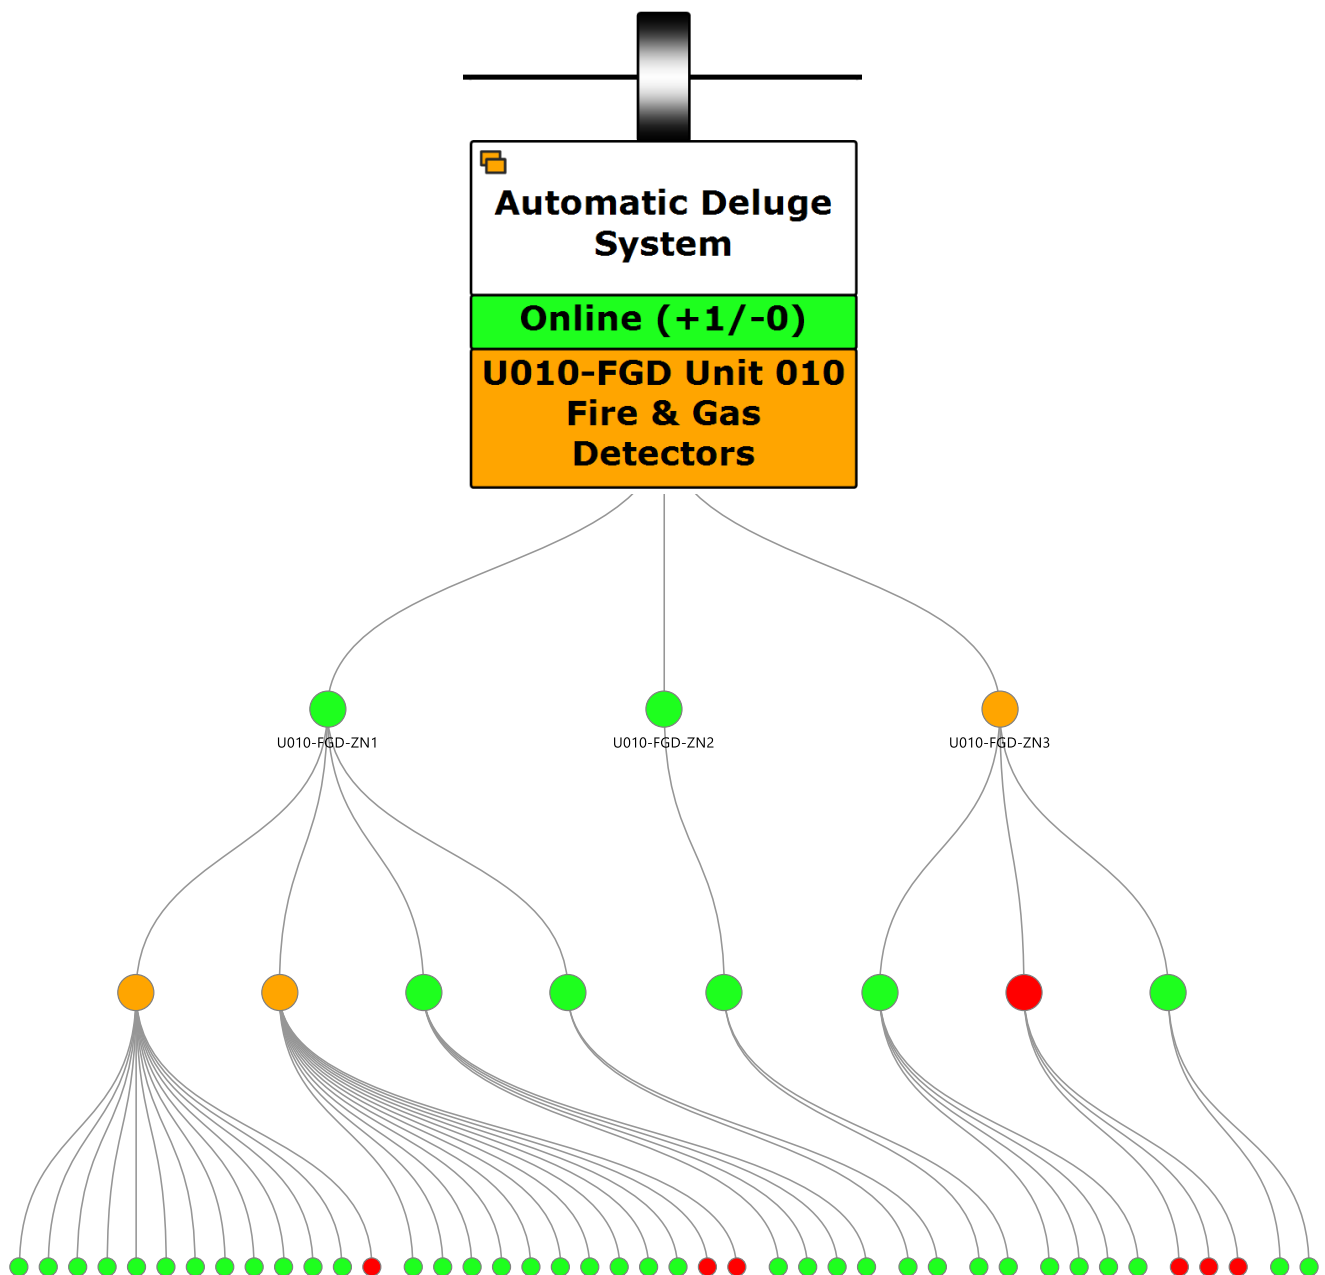 Automatic Deluge
System
Online (+1/-0)
U010-FGD Unit 010
Fire & Gas
Detectors
U010-FGD-ZN1
U010-FGD-ZN2
U010-FGD-ZN3